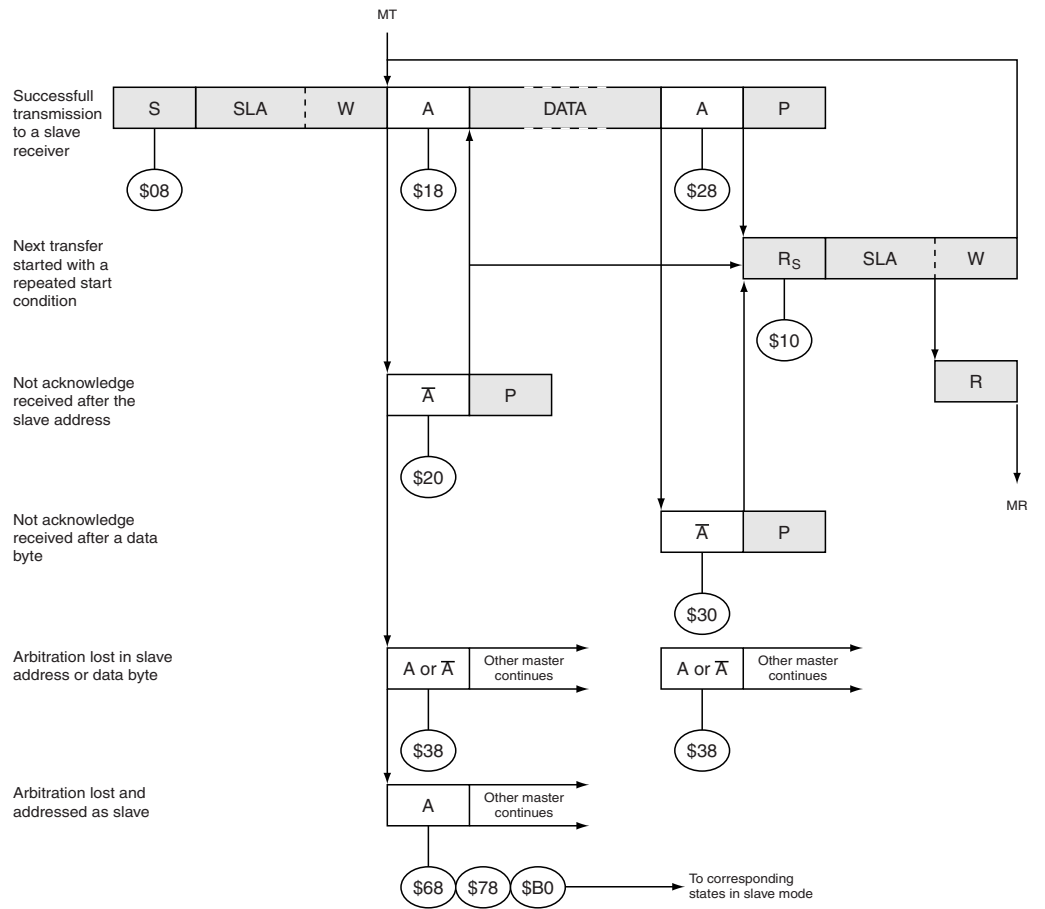 MT
Successfull
transmission
to a slave
receiver
S SLA W A DATA A P
$08 $18 $28
Next transfer
started with a
repeated start
condition
RS SLA W
$10
Not acknowledge
received after the
slave address
A̅ P
R
$20
MR
Not acknowledge
received after a data
byte
A̅ P
$30
Arbitration lost in slave
address or data byte
A or A̅
Other master
continues
A or A̅
Other master
continues
$38 $38
Arbitration lost and
addressed as slave
A
Other master
continues
$68 $78 $B0
To corresponding
states in slave mode